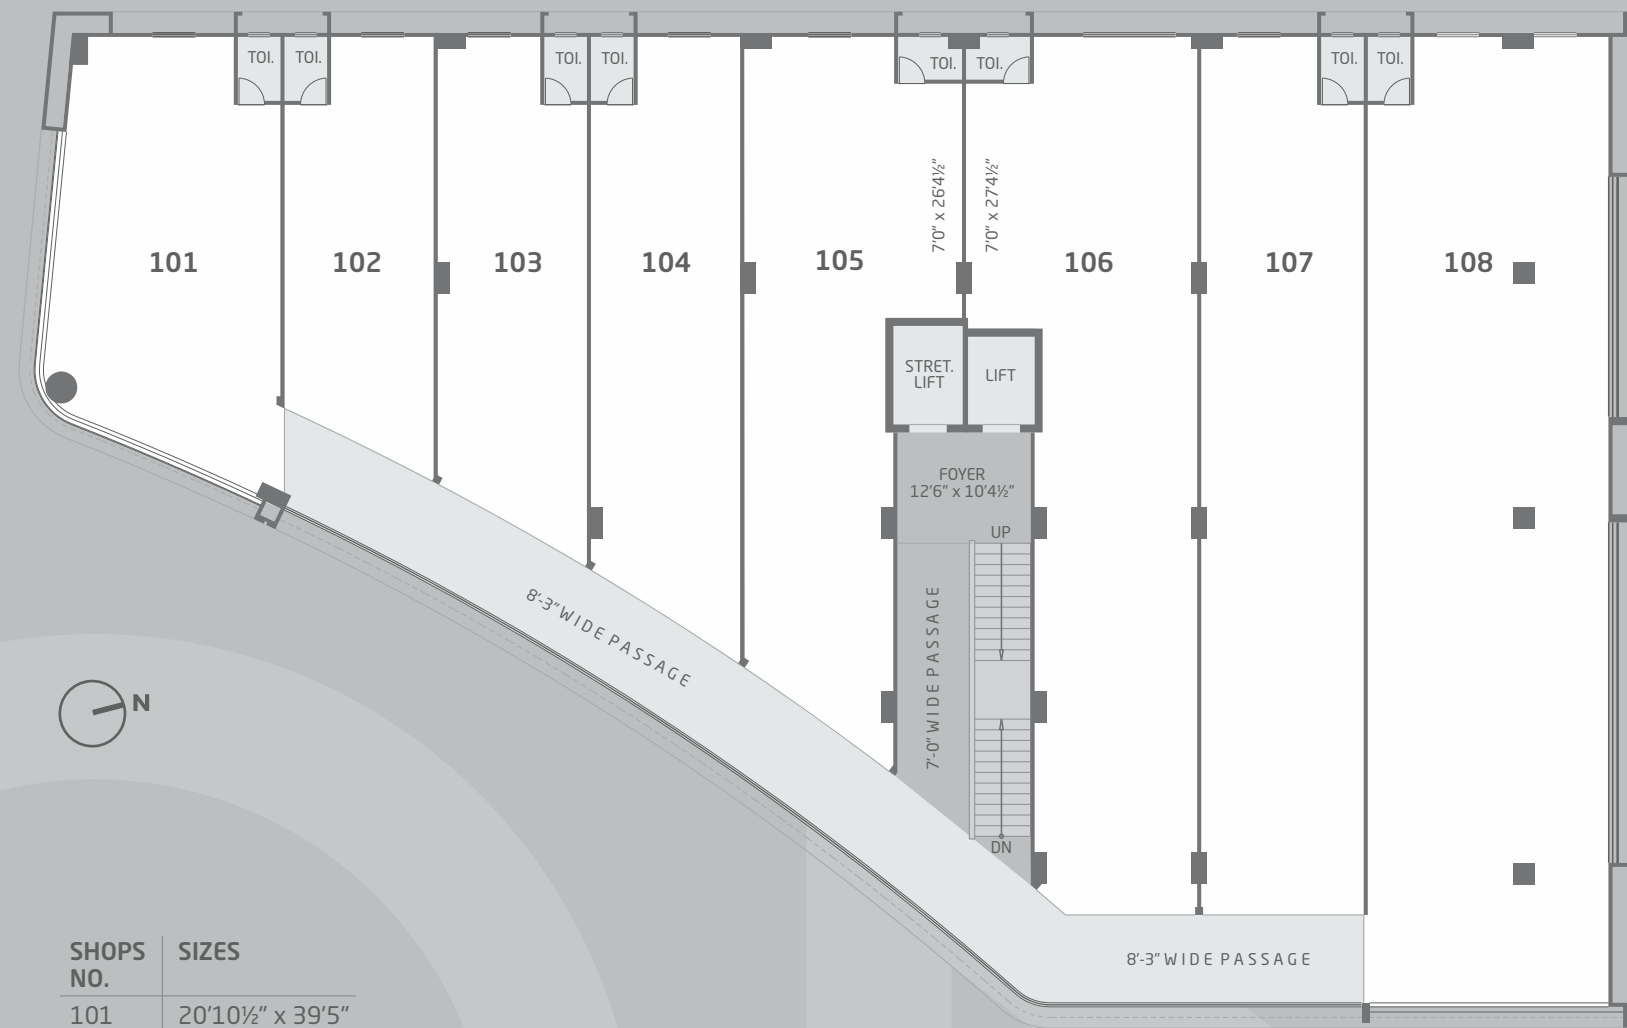 TOI. TOI. TOI. TOI. TOI. TOI. TOI. TOI.
7'0" x 26'4½"
7'0" x 27'4½"
101 102 103 104 105 106 107 108
STRET.
LIFT
LIFT
FOYER
12'6" x 10'4½"
UP
8'-3" WIDE PASSAGE
7'-0" WIDE PASSAGE
N
DN
8'-3" WIDE PASSAGE
SHOPS NO. SIZES
101 20'10½" x 39'5"